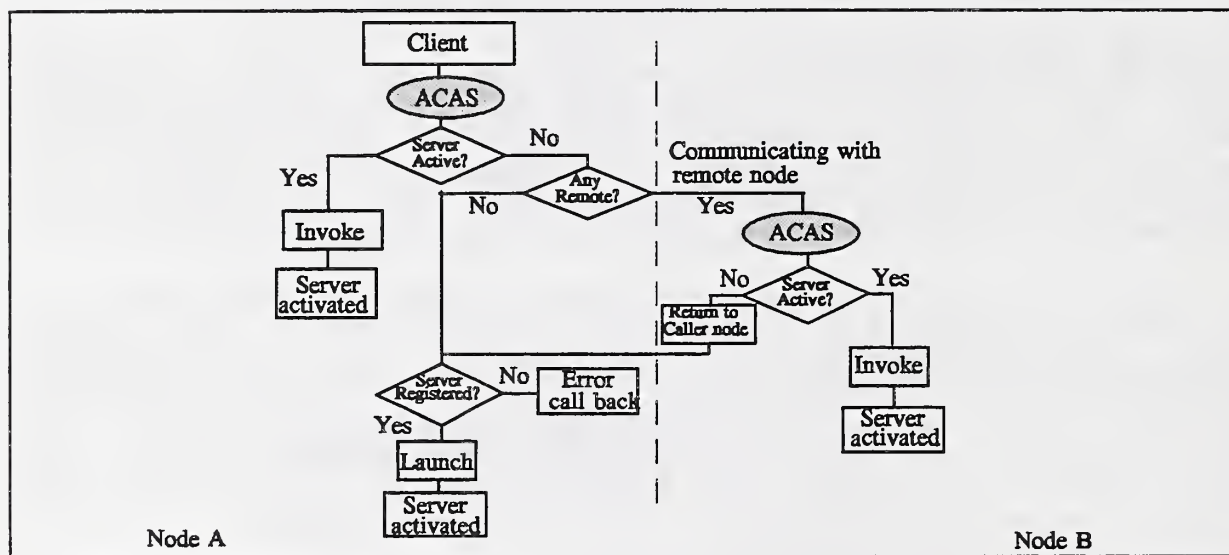 Client
ACAS
Server
Active?
No
Yes
Communicating with
remote node
Any
Remote?
No
Yes
Invoke
Server
activated
ACAS
Server
Active?
No
Yes
Return to
Caller node
Invoke
Server
activated
Server
Registered?
No
Error
call back
Yes
Launch
Server
activated
Node A
Node B